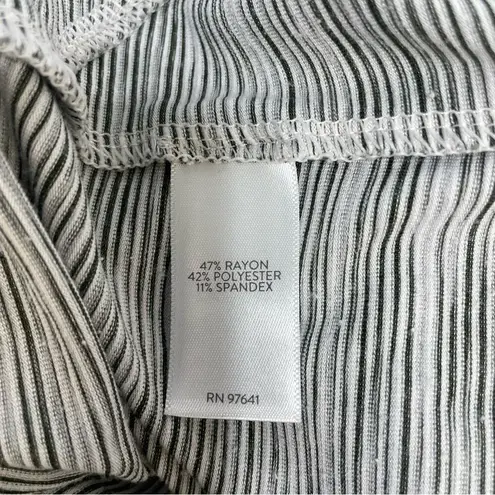 47% RAYON
42% POLYESTER
11% SPANDEX
RN 97641